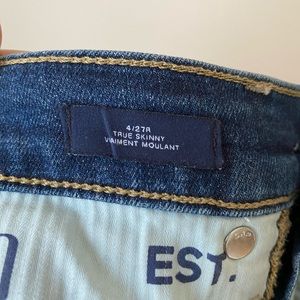 4/27R
TRUE SKINNY
VRAIMENT MOULANT
EST.